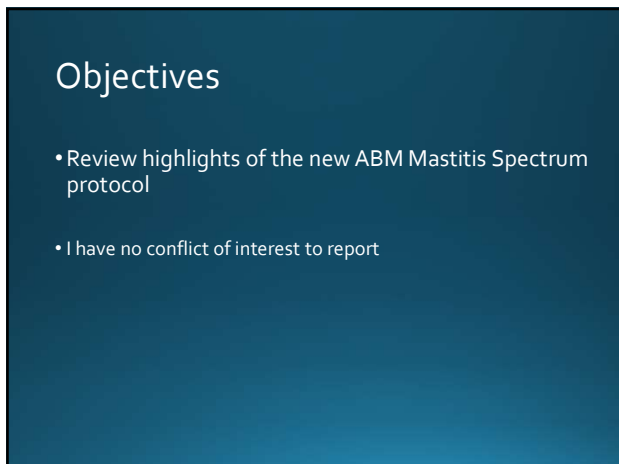 Objectives
• Review highlights of the new ABM Mastitis Spectrum
protocol
• I have no conflict of interest to report